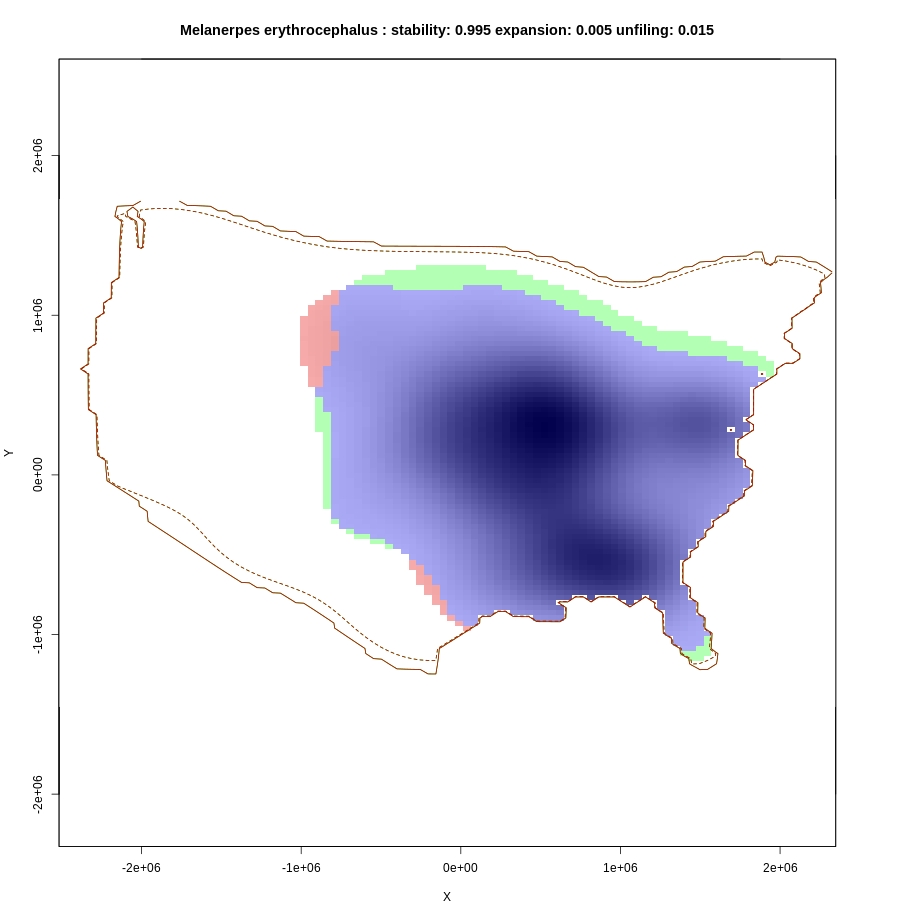 Melanerpes erythrocephalus : stability: 0.995 expansion: 0.005 unfiling: 0.015
2e+06
1e+06
Y
0e+00
-1e+06
-2e+06
-2e+06 -1e+06 0e+00 1e+06 2e+06
X